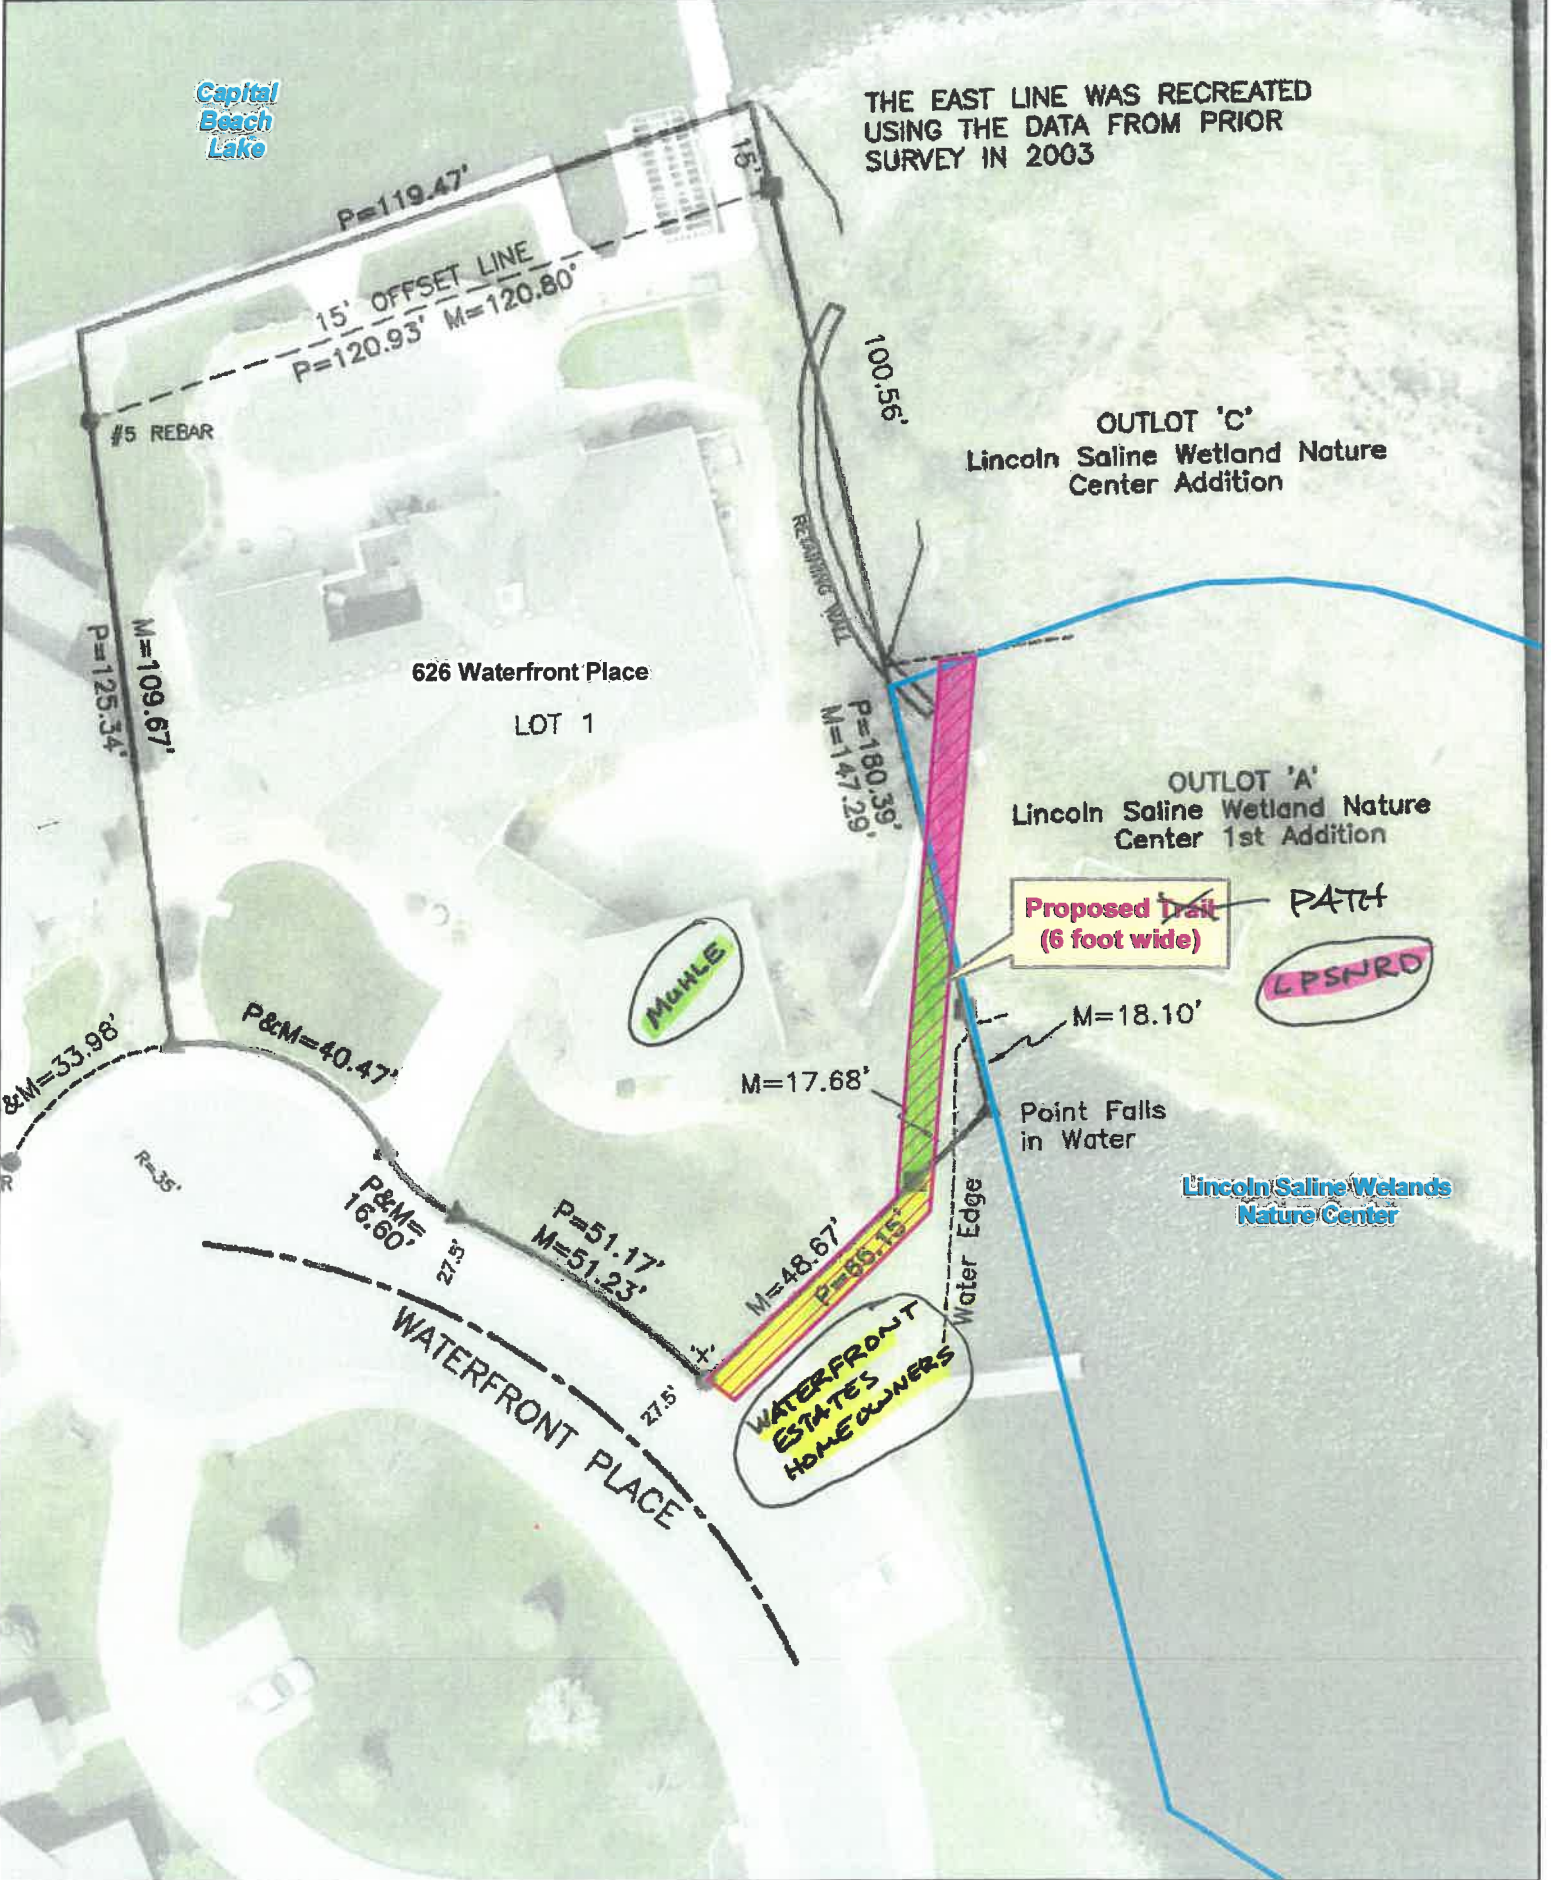 Capital
Beach
Lake
THE EAST LINE WAS RECREATED
USING THE DATA FROM PRIOR
SURVEY IN 2003
15'
P=119.47'
15' OFFSET LINE
P=120.93' M=120.80'
#5 REBAR
100.56'
OUTLOT 'C'
Lincoln Saline Wetland Nature
Center Addition
RETAINING WALL
M=109.67'
P=125.34'
626 Waterfront Place
LOT 1
P=180.39'
M=147.29'
OUTLOT 'A'
Lincoln Saline Wetland Nature
Center 1st Addition
Proposed Trail
(6 foot wide)
PATH
MUHLE
LPSNRD
M=18.10'
&M=33.98'
P&M=40.47'
M=17.68'
Point Falls
in Water
R
R=35'
Lincoln Saline Welands
Nature Center
P&M=
16.60'
27.5'
P=51.17'
M=51.23'
M=48.67'
Water Edge
'X'
27.5'
WATERFRONT
ESTATES
HOMEOWNERS
WATERFRONT PLACE